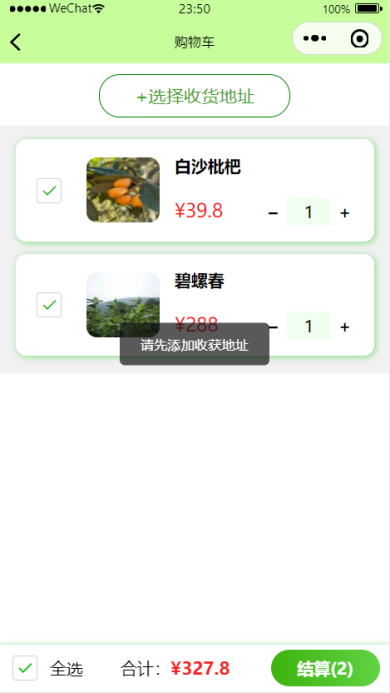 WeChat 23:50 100%
购物车
+选择收货地址
白沙枇杷
¥39.8 - 1 +
碧螺春
¥288 - 1 +
请先添加收获地址
全选 合计：¥327.8 结算(2)